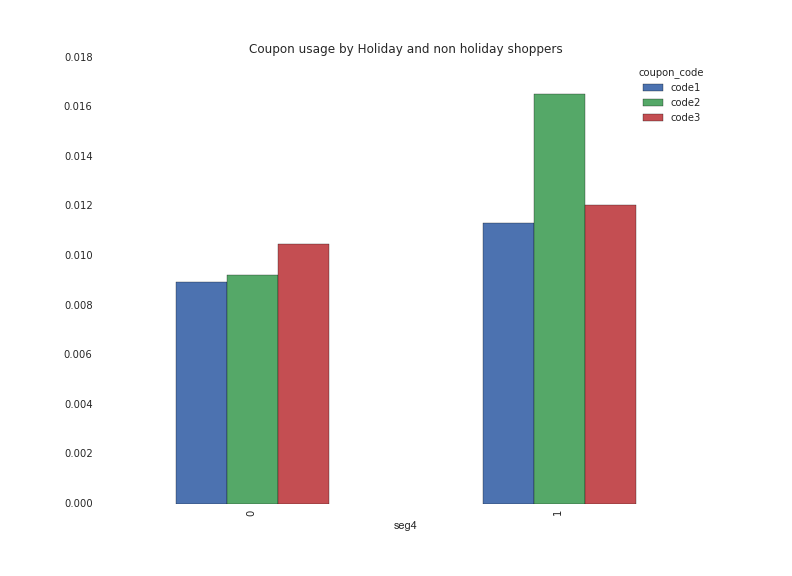 Coupon usage by Holiday and non holiday shoppers
coupon_code
code1
code2
code3
0.018
0.016
0.014
0.012
0.010
0.008
0.006
0.004
0.002
0.000
0
1
seg4